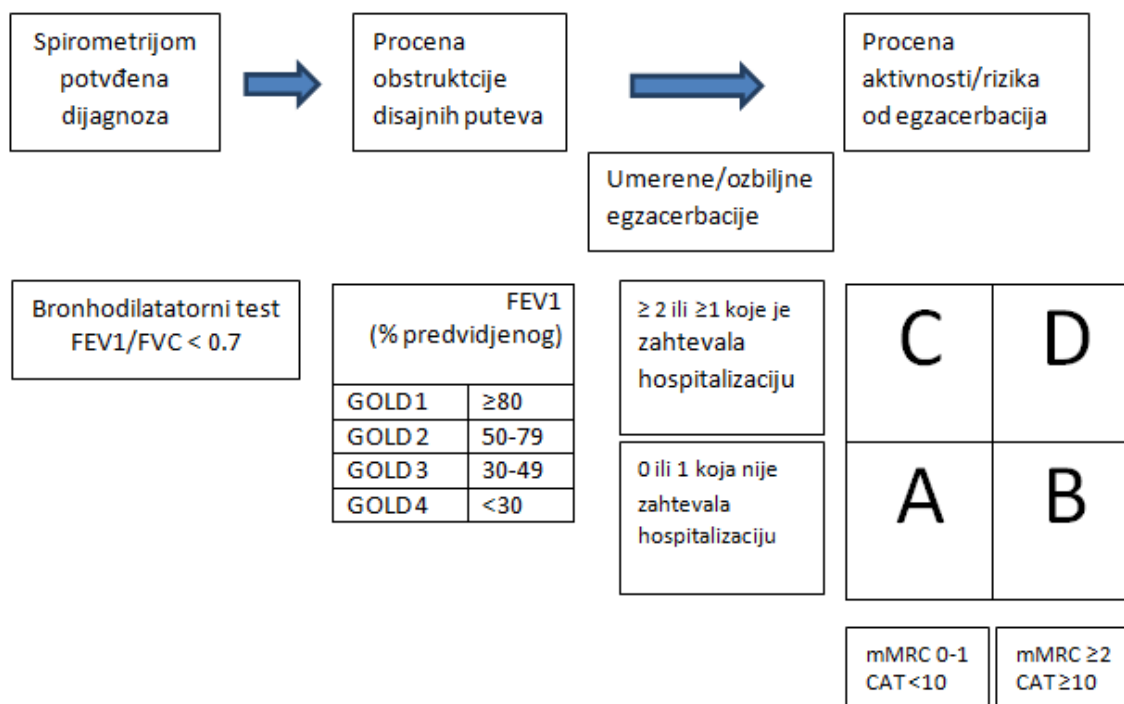 Spirometrijom
potvđena
dijagnoza
Procena
obstruktcije
disajnih puteva
Procena
aktivnosti/rizika
od egzacerbacija
Umerene/ozbiljne
egzacerbacije
Bronhodilatatorni test
FEV1/FVC < 0.7
FEV1
(% predvidjenog)
GOLD 1 ≥80
GOLD 2 50-79
GOLD 3 30-49
GOLD 4 <30
≥ 2 ili ≥1 koje je
zahtevala
hospitalizaciju
0 ili 1 koja nije
zahtevala
hospitalizaciju
C D
A B
mMRC 0-1
CAT<10
mMRC ≥2
CAT≥10